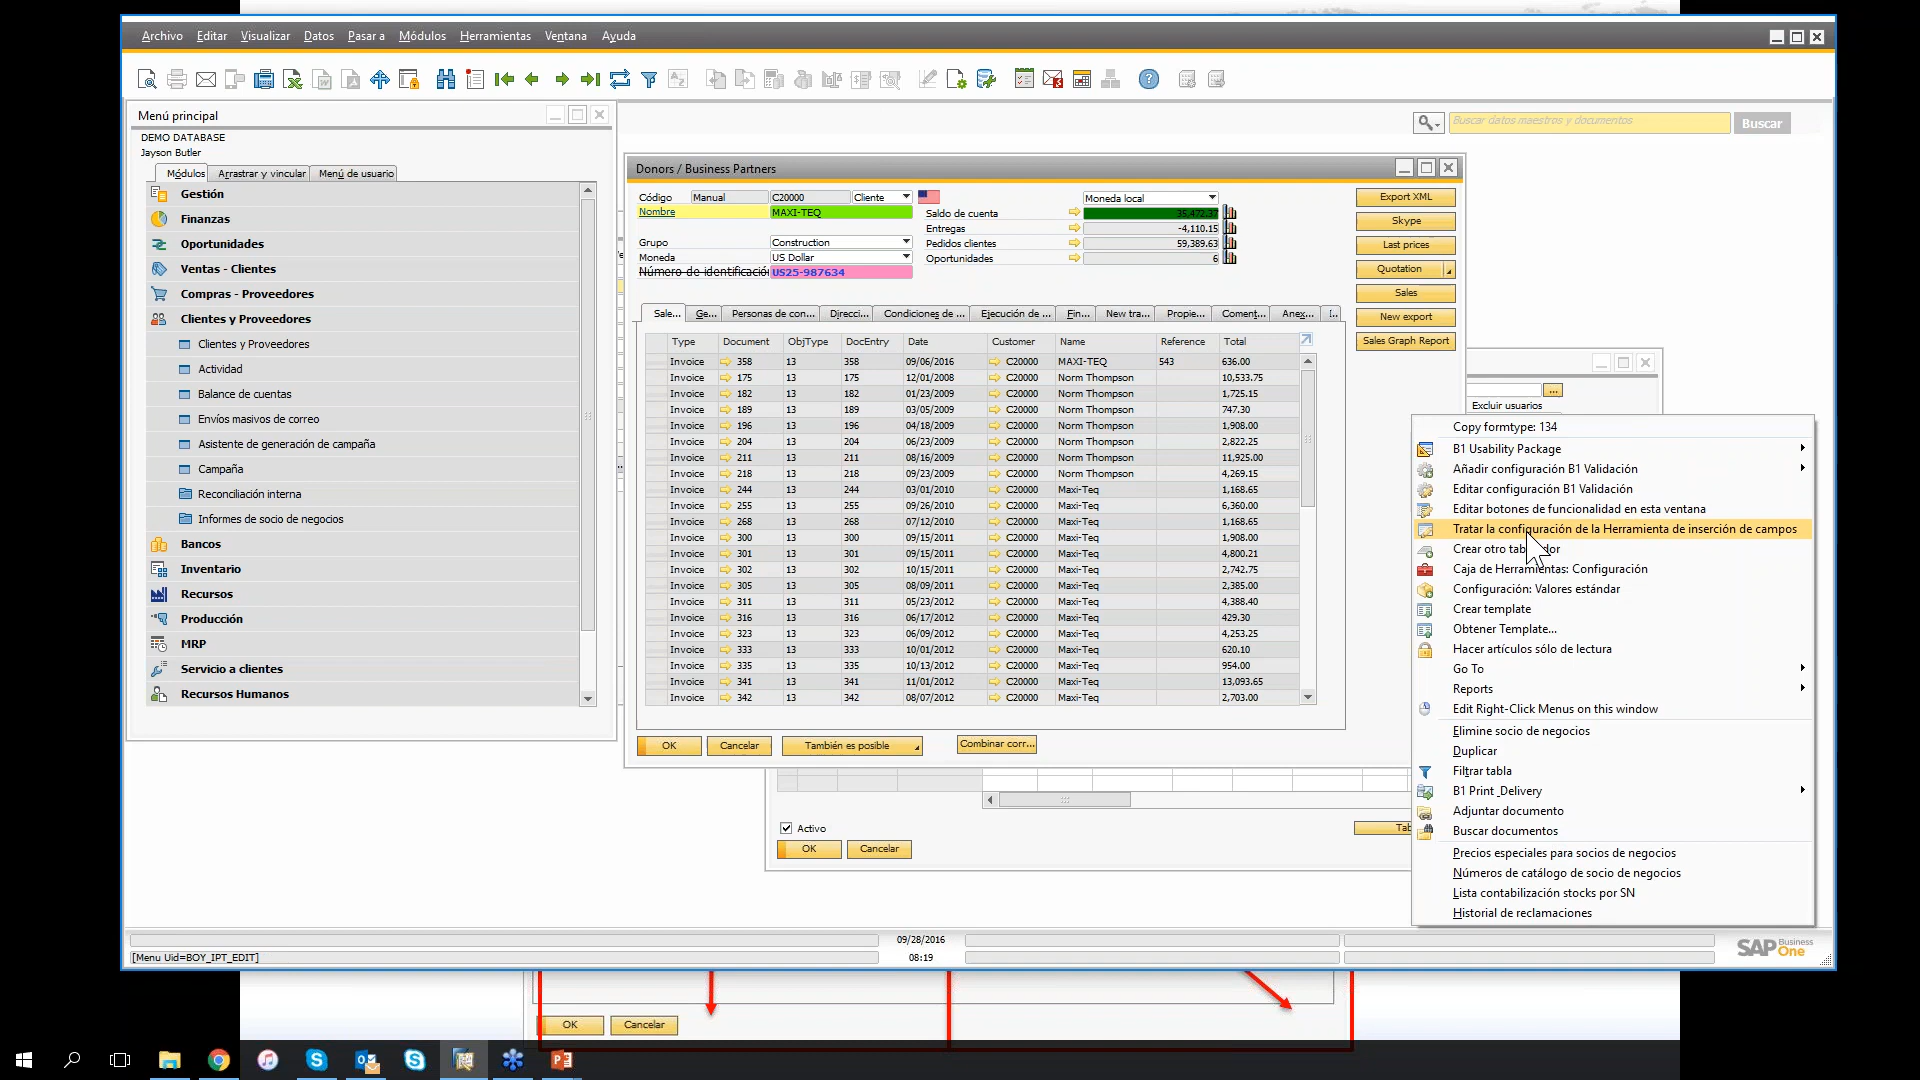 Archivo Editar Visualizar Datos Pasar a Módulos Herramientas Ventana Ayuda
Menú principal
DEMO DATABASE
Jayson Butler
Módulos Arrastrar y vincular Menú de usuario
Gestión
Finanzas
Oportunidades
Ventas - Clientes
Compras - Proveedores
Clientes y Proveedores
Clientes y Proveedores
Actividad
Balance de cuentas
Envíos masivos de correo
Asistente de generación de campaña
Campaña
Reconciliación interna
Informes de socio de negocios
Bancos
Inventario
Recursos
Producción
MRP
Servicio a clientes
Recursos Humanos
Buscar datos maestros y documentos Buscar
Donors / Business Partners
Código Manual C20000 Cliente Moneda local
Nombre MAXI-TEQ Saldo de cuenta 35,472.37
Entregas -4,110.15
Grupo Construction Pedidos clientes 59,389.63
Moneda US Dollar Oportunidades 6
Número de identificación US25-987634
Export XML
Skype
Last prices
Quotation
Sales
New export
Sales Graph Report
Sale... Ge... Personas de con... Direcci... Condiciones de ... Ejecución de ... Fin... New tra... Propie... Coment... Anex... I..
Type Document ObjType DocEntry Date Customer Name Reference Total
Invoice 358 13 358 09/06/2016 C20000 MAXI-TEQ 543 636.00
Invoice 175 13 175 12/01/2008 C20000 Norm Thompson 10,533.75
Invoice 182 13 182 01/23/2009 C20000 Norm Thompson 1,725.15
Invoice 189 13 189 03/05/2009 C20000 Norm Thompson 747.30
Invoice 196 13 196 04/18/2009 C20000 Norm Thompson 1,908.00
Invoice 204 13 204 06/23/2009 C20000 Norm Thompson 2,822.25
Invoice 211 13 211 08/16/2009 C20000 Norm Thompson 11,925.00
Invoice 218 13 218 09/23/2009 C20000 Norm Thompson 4,269.15
Invoice 244 13 244 03/01/2010 C20000 Maxi-Teq 1,168.65
Invoice 255 13 255 09/26/2010 C20000 Maxi-Teq 6,360.00
Invoice 268 13 268 07/12/2010 C20000 Maxi-Teq 1,168.65
Invoice 300 13 300 09/15/2011 C20000 Maxi-Teq 1,908.00
Invoice 301 13 301 09/15/2011 C20000 Maxi-Teq 4,800.21
Invoice 302 13 302 10/15/2011 C20000 Maxi-Teq 2,742.75
Invoice 305 13 305 08/09/2011 C20000 Maxi-Teq 2,385.00
Invoice 311 13 311 05/23/2012 C20000 Maxi-Teq 4,388.40
Invoice 316 13 316 06/17/2012 C20000 Maxi-Teq 429.30
Invoice 323 13 323 06/09/2012 C20000 Maxi-Teq 4,253.25
Invoice 333 13 333 10/01/2012 C20000 Maxi-Teq 620.10
Invoice 335 13 335 10/13/2012 C20000 Maxi-Teq 954.00
Invoice 341 13 341 11/01/2012 C20000 Maxi-Teq 13,093.65
Invoice 342 13 342 08/07/2012 C20000 Maxi-Teq 2,703.00
OK Cancelar También es posible Combinar corr...
...
Excluir usuarios
Copy formtype: 134
B1 Usability Package
Añadir configuración B1 Validación
Editar configuración B1 Validación
Editar botones de funcionalidad en esta ventana
Tratar la configuración de la Herramienta de inserción de campos
Crear otro tab
dor
Caja de Herramientas: Configuración
Configuración: Valores estándar
Crear template
Obtener Template...
Hacer artículos sólo de lectura
Go To
Reports
Edit Right-Click Menus on this window
Elimine socio de negocios
Duplicar
Filtrar tabla
B1 Print_Delivery
Adjuntar documento
Buscar documentos
Precios especiales para socios de negocios
Números de catálogo de socio de negocios
Lista contabilización stocks por SN
Historial de reclamaciones
Activo Tab
OK Cancelar
09/28/2016
[Menu Uid=BOY_IPT_EDIT] 08:19
SAP Business One
OK Cancelar